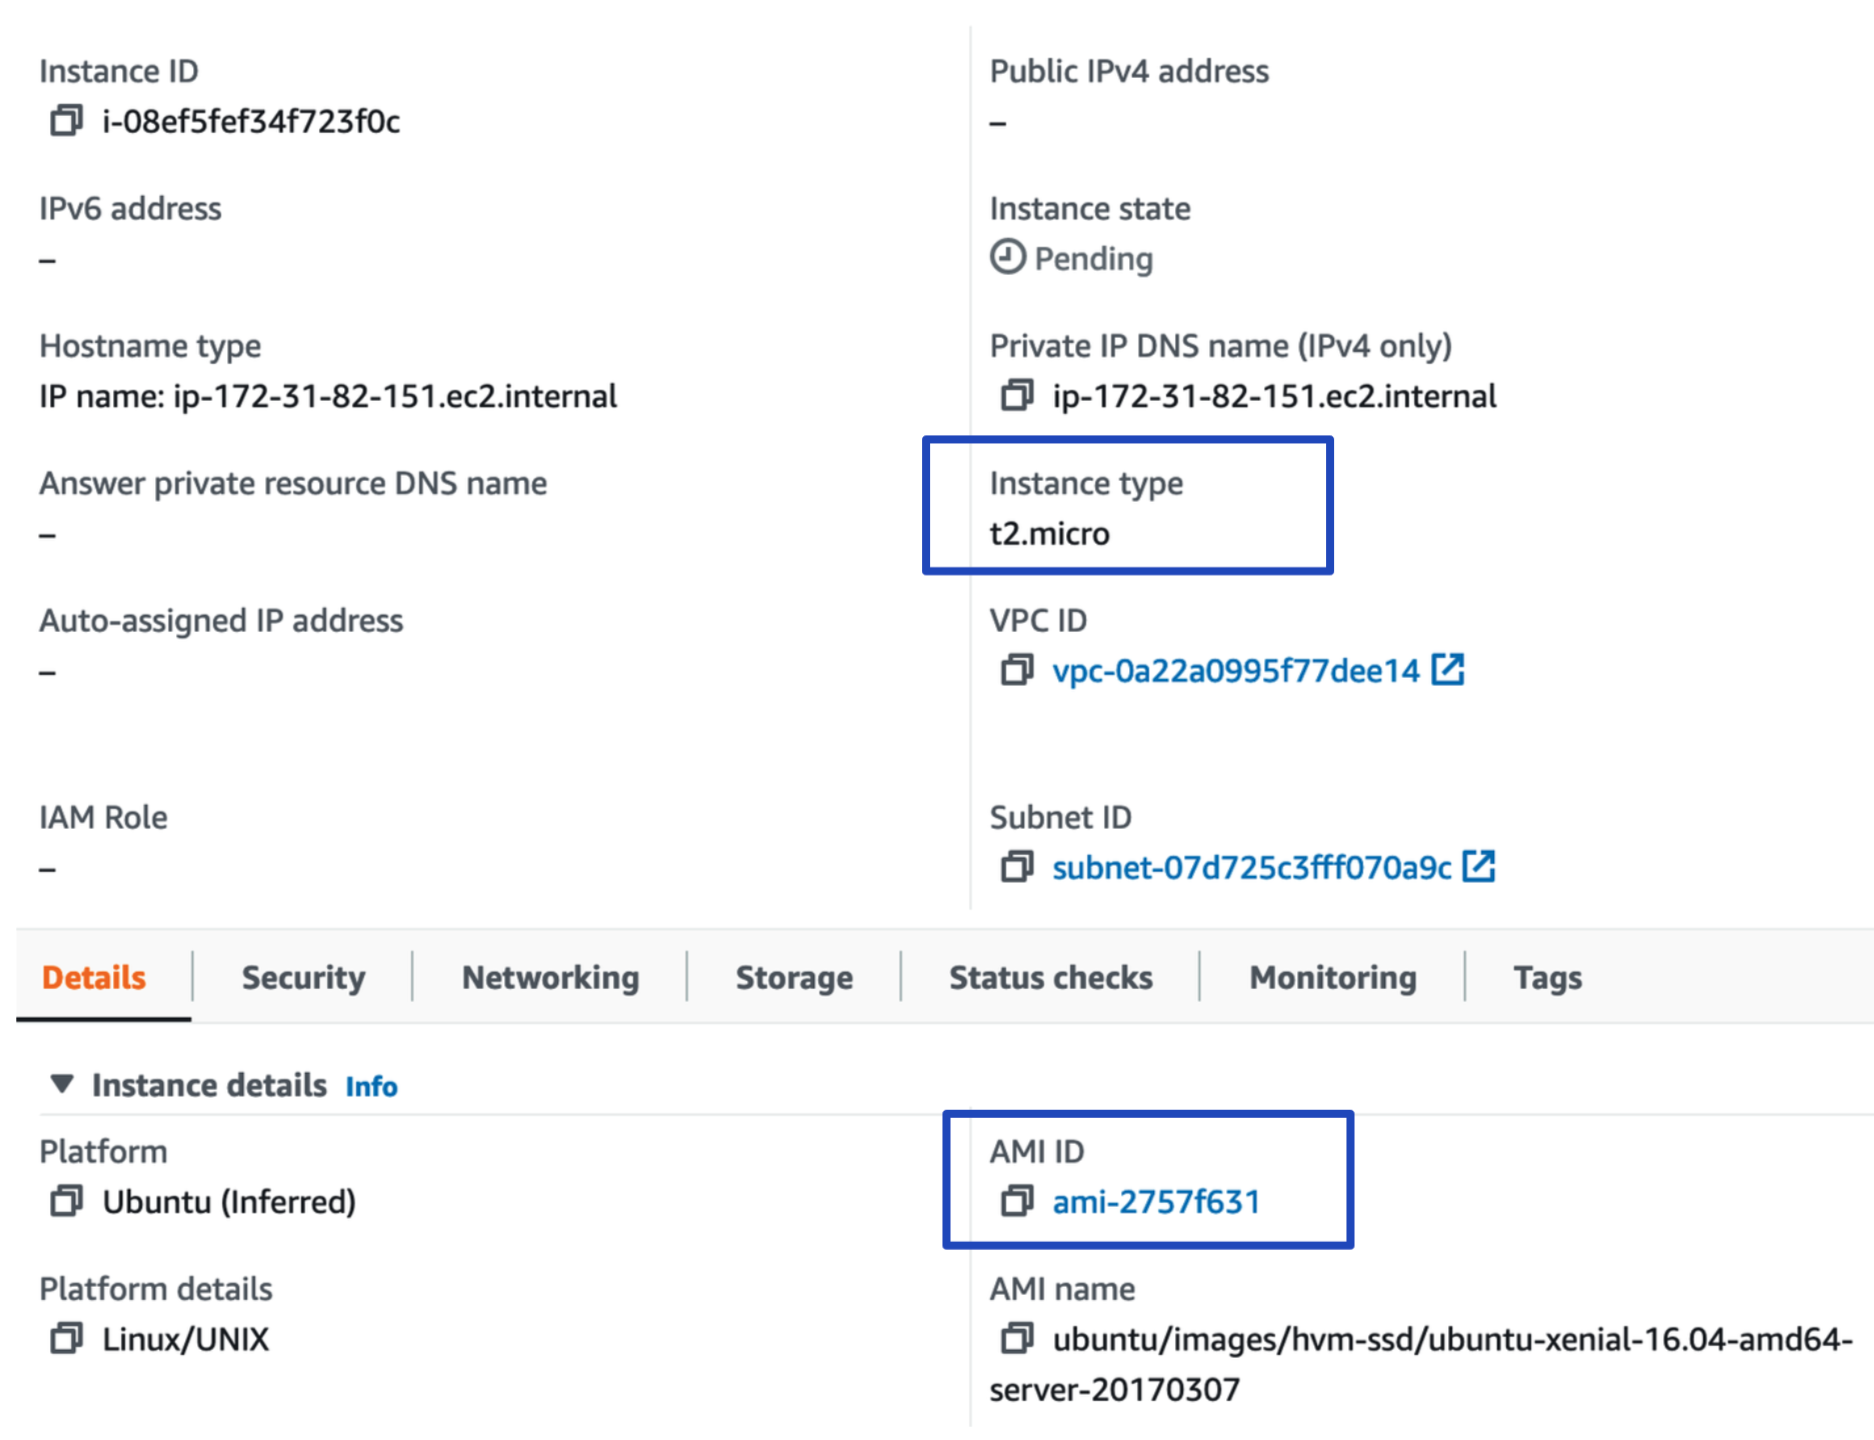 Instance ID
i-08ef5fef34f723f0c
Public IPv4 address
–
IPv6 address
–
Instance state
Pending
Hostname type
IP name: ip-172-31-82-151.ec2.internal
Private IP DNS name (IPv4 only)
ip-172-31-82-151.ec2.internal
Answer private resource DNS name
–
Instance type
t2.micro
Auto-assigned IP address
–
VPC ID
vpc-0a22a0995f77dee14
IAM Role
–
Subnet ID
subnet-07d725c3fff070a9c
Details Security Networking Storage Status checks Monitoring Tags
Instance details Info
Platform
Ubuntu (Inferred)
AMI ID
ami-2757f631
Platform details
Linux/UNIX
AMI name
ubuntu/images/hvm-ssd/ubuntu-xenial-16.04-amd64-
server-20170307